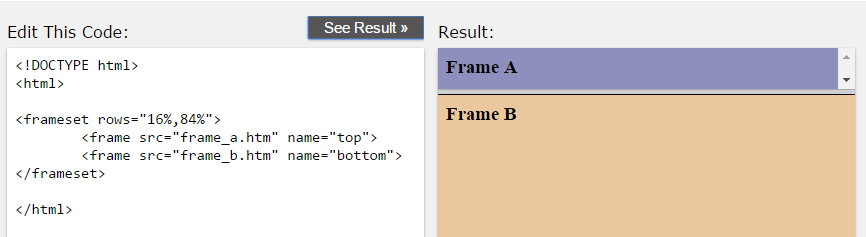 Edit This Code:
See Result »
<!DOCTYPE html>
<html>
<frameset rows="16%,84%">
<frame src="frame_a.htm" name="top">
<frame src="frame_b.htm" name="bottom">
</frameset>
</html>
Result:
Frame A
Frame B